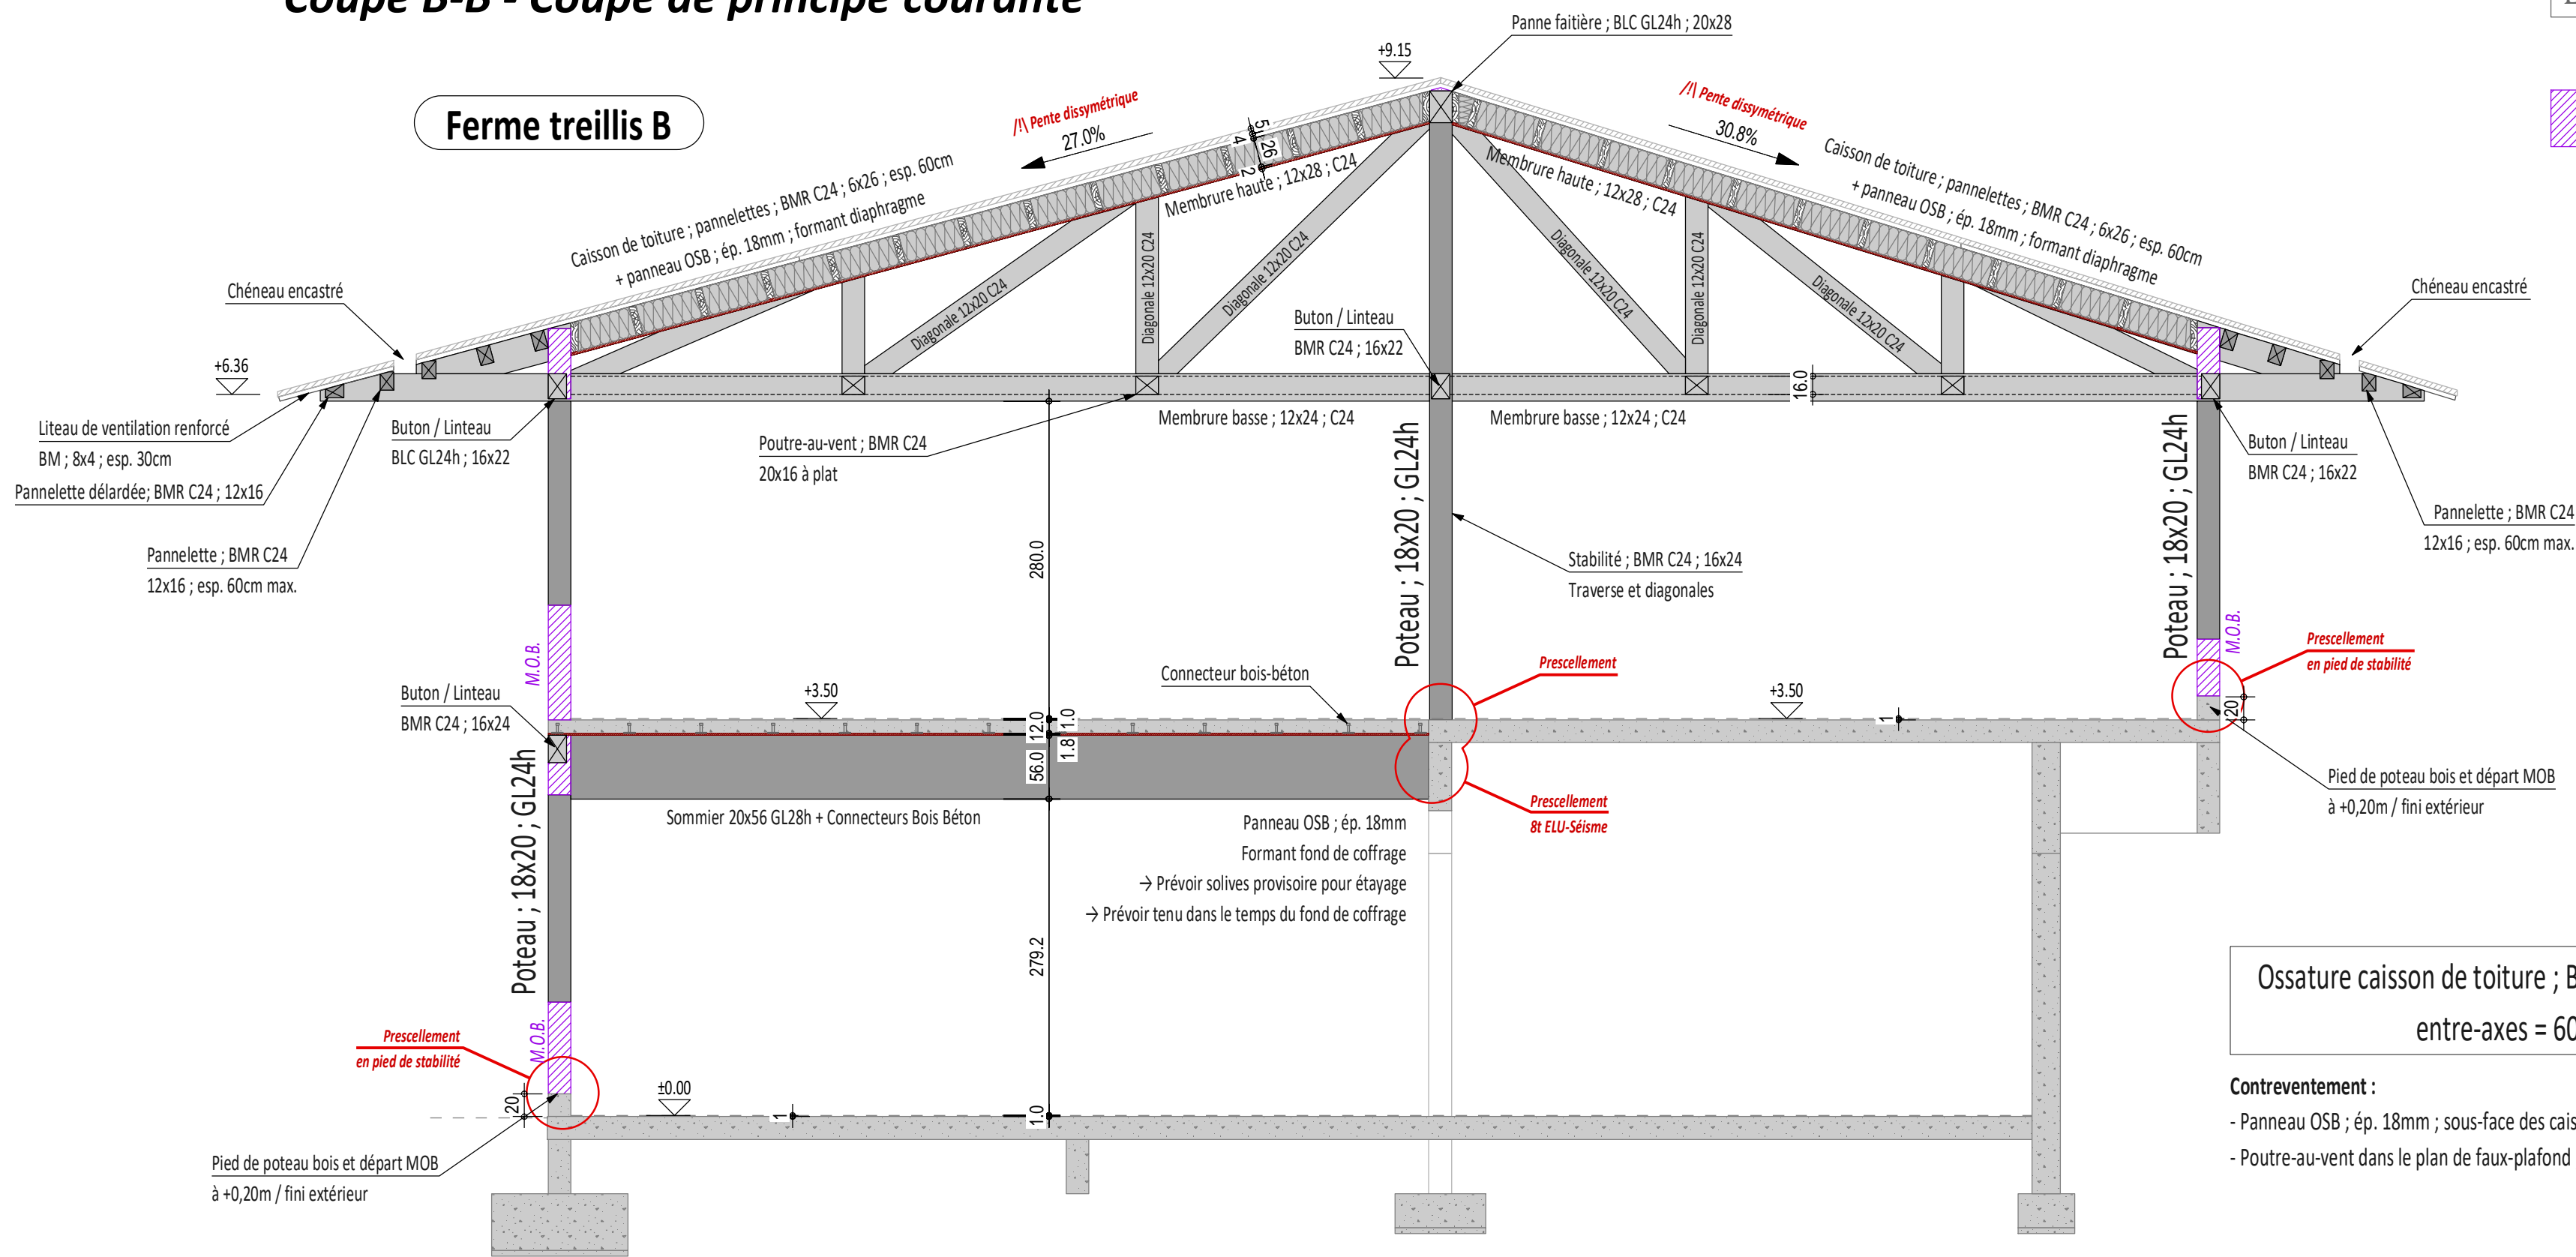 Coupe B-B - Coupe de principe courante
Ferme treillis B
Panne faitière ; BLC GL24h ; 20x28
+9.15
/!\ Pente dissymétrique
27.0%
/!\ Pente dissymétrique
30.8%
5
4
26
2
Caisson de toiture ; pannelettes ; BMR C24 ; 6x26 ; esp. 60cm
+ panneau OSB ; ép. 18mm ; formant diaphragme
Caisson de toiture ; pannelettes ; BMR C24 ; 6x26 ; esp. 60cm
+ panneau OSB ; ép. 18mm ; formant diaphragme
Membrure haute ; 12x28 ; C24
Membrure haute ; 12x28 ; C24
Diagonale 12x20 C24
Diagonale 12x20 C24
Diagonale 12x20 C24
Diagonale 12x20 C24
Diagonale 12x20 C24
Diagonale 12x20 C24
Chéneau encastré
Chéneau encastré
+6.36
Buton / Linteau
BMR C24 ; 16x22
16.0
Liteau de ventilation renforcé
BM ; 8x4 ; esp. 30cm
Pannelette délardée; BMR C24 ; 12x16
Pannelette ; BMR C24
12x16 ; esp. 60cm max.
Buton / Linteau
BLC GL24h ; 16x22
Poutre-au-vent ; BMR C24
20x16 à plat
Membrure basse ; 12x24 ; C24
Membrure basse ; 12x24 ; C24
Buton / Linteau
BMR C24 ; 16x22
Pannelette ; BMR C24
12x16 ; esp. 60cm max.
Poteau ; 18x20 ; GL24h
Poteau ; 18x20 ; GL24h
280.0
Stabilité ; BMR C24 ; 16x24
Traverse et diagonales
M.O.B.
M.O.B.
Prescellement
en pied de stabilité
Prescellement
Connecteur bois-béton
Buton / Linteau
BMR C24 ; 16x24
+3.50
+3.50
12.0
1.0
1.8
56.0
1
20
Poteau ; 18x20 ; GL24h
Sommier 20x56 GL28h + Connecteurs Bois Béton
Prescellement
8t ELU-Séisme
Pied de poteau bois et départ MOB
à +0,20m / fini extérieur
Panneau OSB ; ép. 18mm
Formant fond de coffrage
→ Prévoir solives provisoire pour étayage
→ Prévoir tenu dans le temps du fond de coffrage
279.2
M.O.B.
Prescellement
en pied de stabilité
20
±0.00
1
1.0
Pied de poteau bois et départ MOB
à +0,20m / fini extérieur
Ossature caisson de toiture ; B
entre-axes = 60
Contreventement :
- Panneau OSB ; ép. 18mm ; sous-face des cais
- Poutre-au-vent dans le plan de faux-plafond